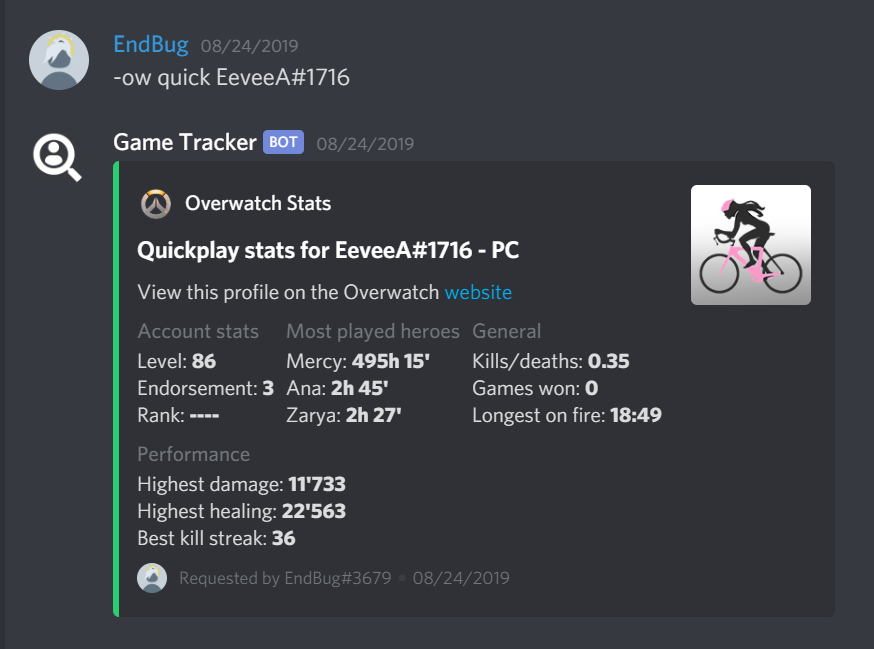 EndBug 08/24/2019
-ow quick EeveeA#1716
Game Tracker BOT 08/24/2019
Overwatch Stats
Quickplay stats for EeveeA#1716 - PC
View this profile on the Overwatch website
Account stats Most played heroes General
Level: 86 Mercy: 495h 15' Kills/deaths: 0.35
Endorsement: 3 Ana: 2h 45' Games won: 0
Rank: ---- Zarya: 2h 27' Longest on fire: 18:49
Performance
Highest damage: 11'733
Highest healing: 22'563
Best kill streak: 36
Requested by EndBug#3679 • 08/24/2019